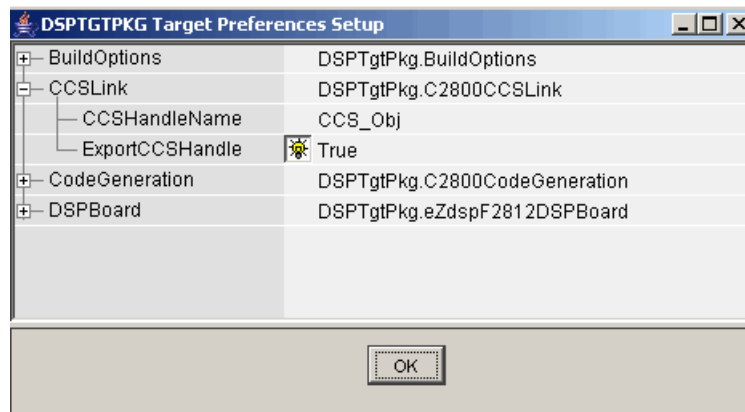 DSPTGTPKG Target Preferences Setup
BuildOptions DSPTgtPkg.BuildOptions
CCSLink DSPTgtPkg.C2800CCSLink
CCSHandleName CCS_Obj
ExportCCSHandle True
CodeGeneration DSPTgtPkg.C2800CodeGeneration
DSPBoard DSPTgtPkg.eZdspF2812DSPBoard
OK